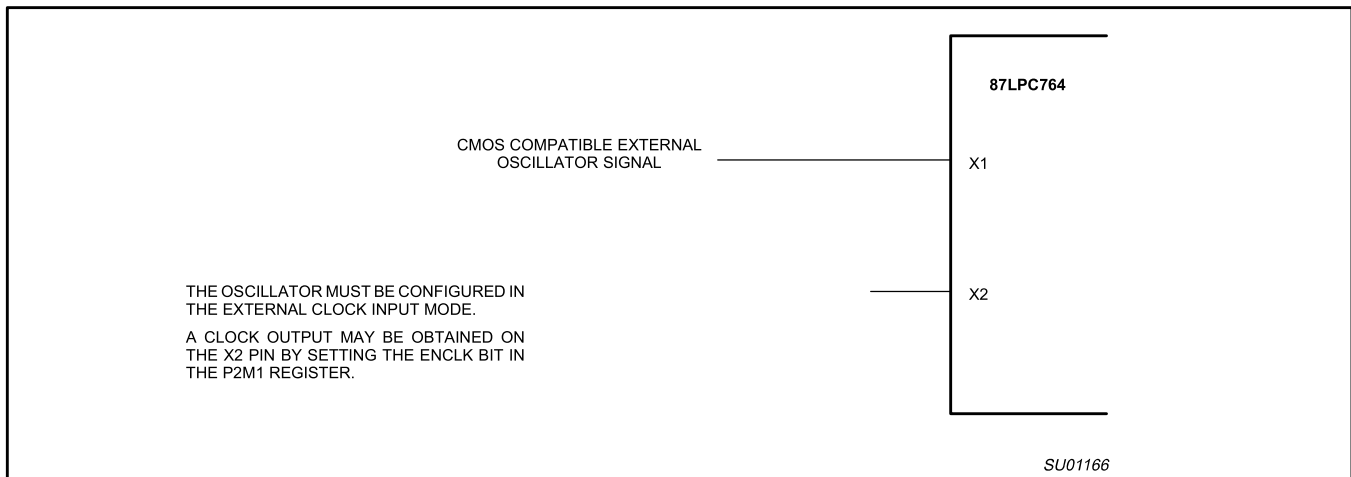 87LPC764
CMOS COMPATIBLE EXTERNAL
OSCILLATOR SIGNAL
X1
THE OSCILLATOR MUST BE CONFIGURED IN
THE EXTERNAL CLOCK INPUT MODE.
X2
A CLOCK OUTPUT MAY BE OBTAINED ON
THE X2 PIN BY SETTING THE ENCLK BIT IN
THE P2M1 REGISTER.
SU01166